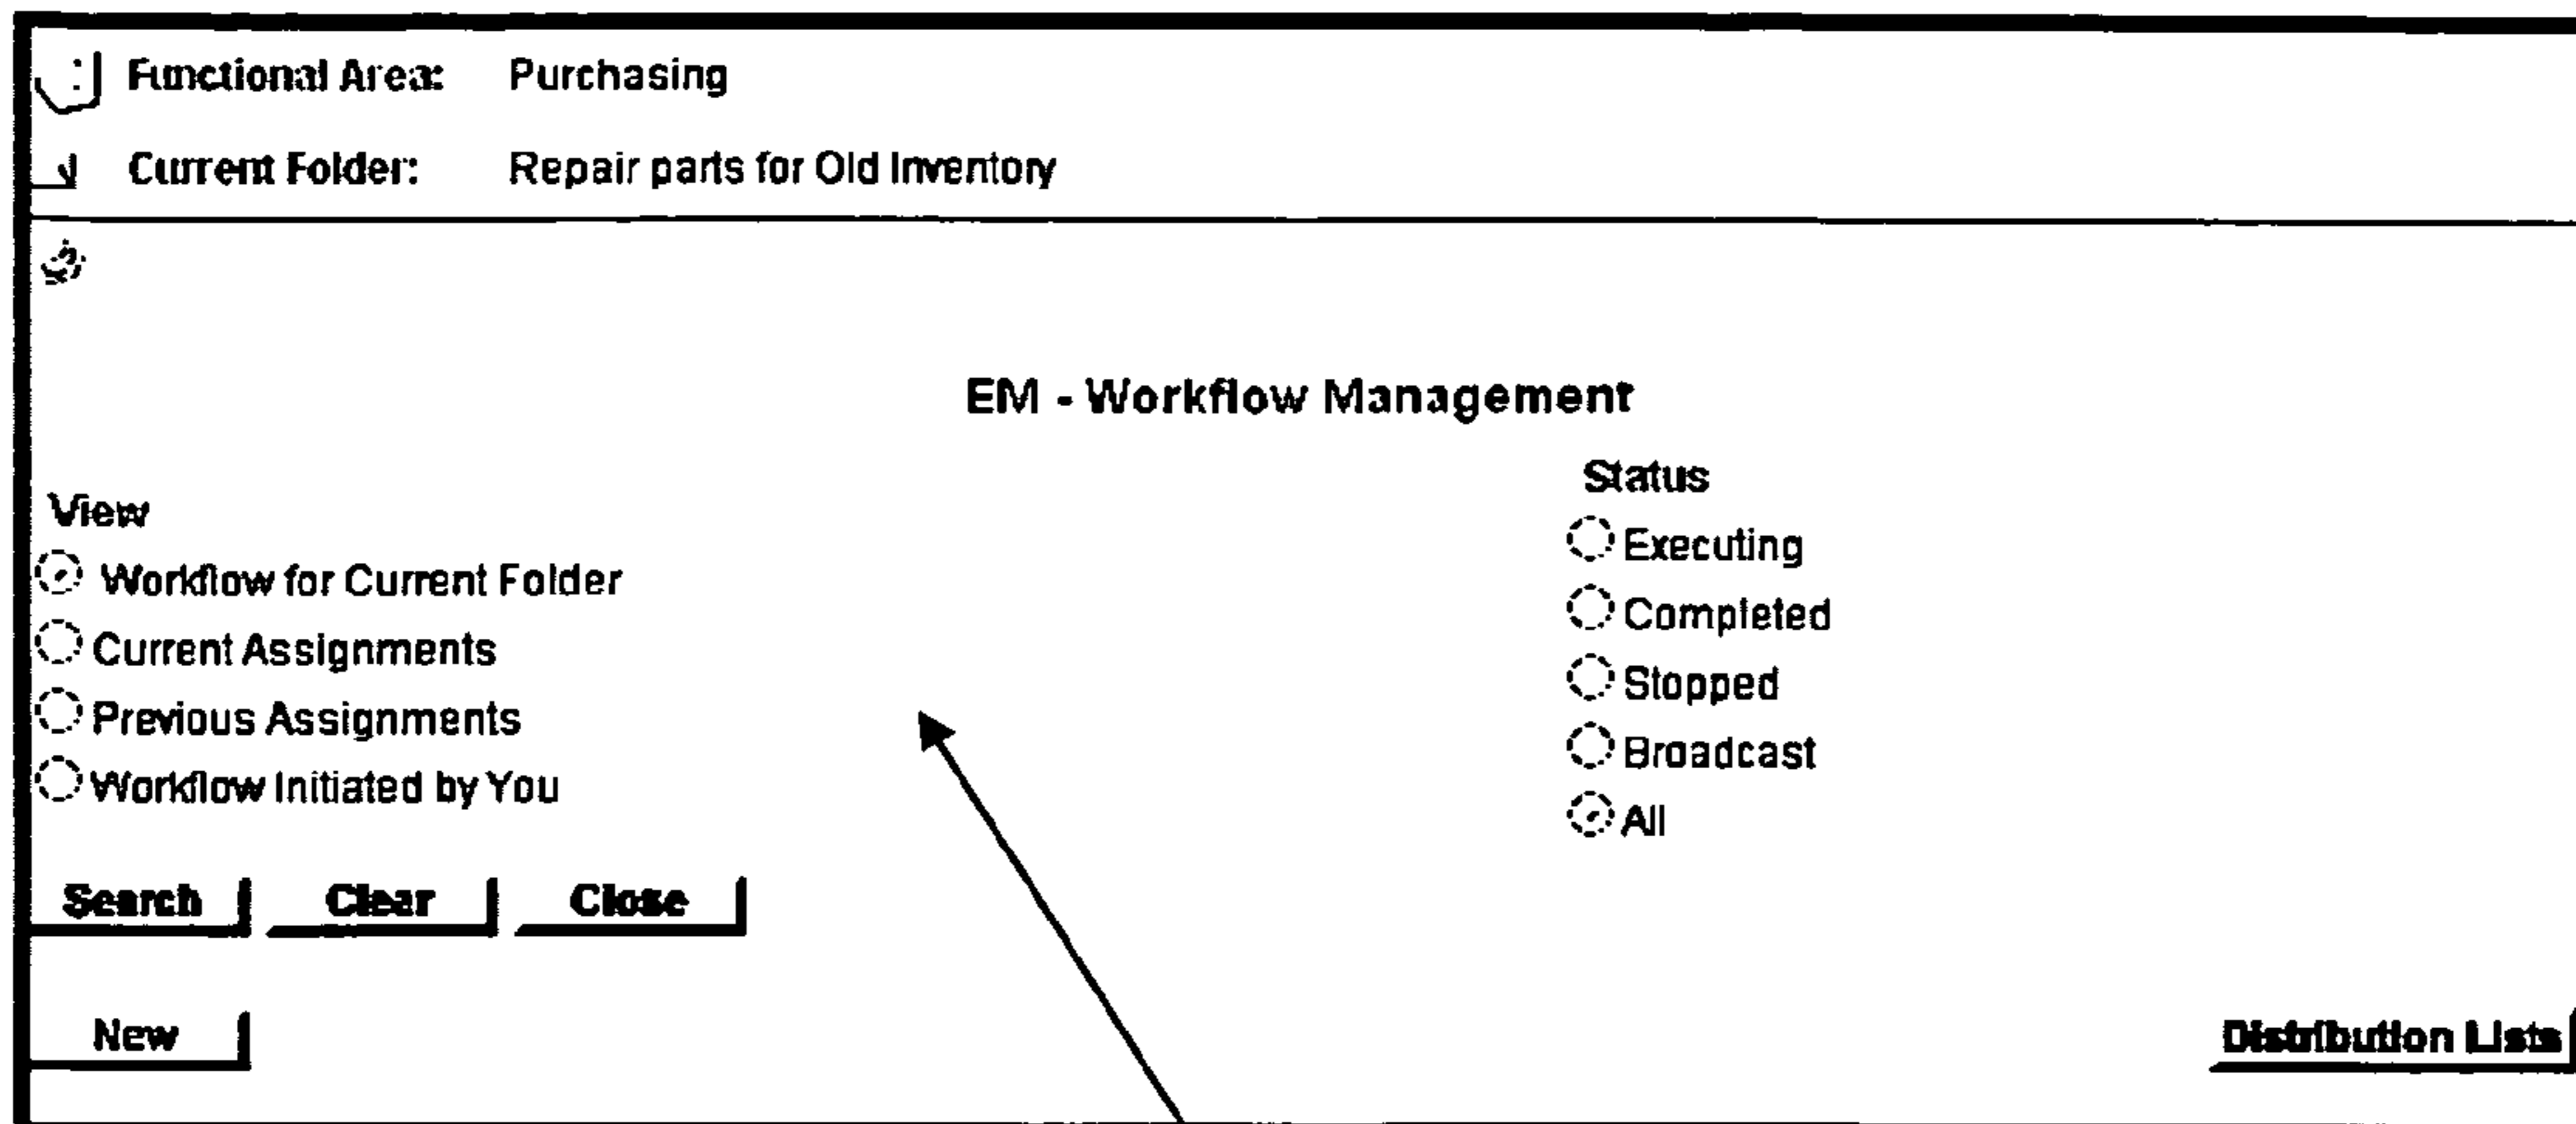 Functional Area: Purchasing
Current Folder: Repair parts for Old Inventory
EM - Workflow Management
View
Workflow for Current Folder
Current Assignments
Previous Assignments
Workflow Initiated by You
Status
Executing
Completed
Stopped
Broadcast
All
Search Clear Close
New Distribution Lists